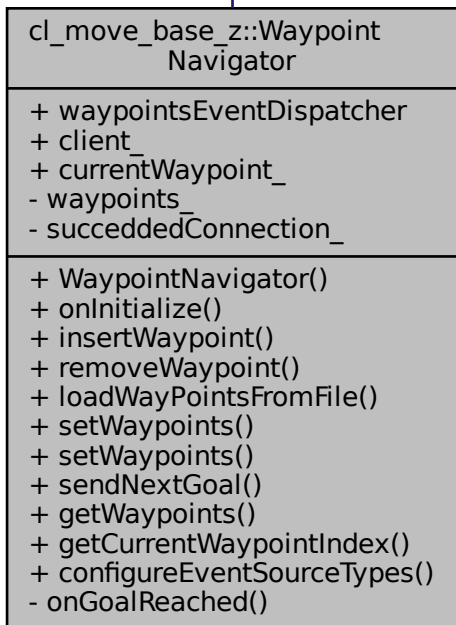 cl_move_base_z::Waypoint
Navigator
+ waypointsEventDispatcher
+ client_
+ currentWaypoint_
- waypoints_
- succeddedConnection_
+ WaypointNavigator()
+ onInitialize()
+ insertWaypoint()
+ removeWaypoint()
+ loadWayPointsFromFile()
+ setWaypoints()
+ setWaypoints()
+ sendNextGoal()
+ getWaypoints()
+ getCurrentWaypointIndex()
+ configureEventSourceTypes()
- onGoalReached()